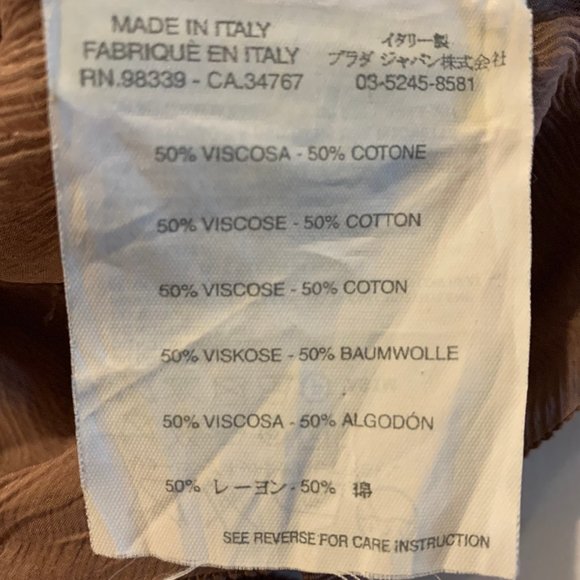 MADE IN ITALY
FABRIQUÈ EN ITALY
RN.98339 - CA.34767
イタリー製
プラダ ジャパン株式会社
03-5245-8581
50% VISCOSA - 50% COTONE
50% VISCOSE - 50% COTTON
50% VISCOSE - 50% COTON
50% VISKOSE - 50% BAUMWOLLE
50% VISCOSA - 50% ALGODÓN
50% レーヨン - 50% 綿
SEE REVERSE FOR CARE INSTRUCTION